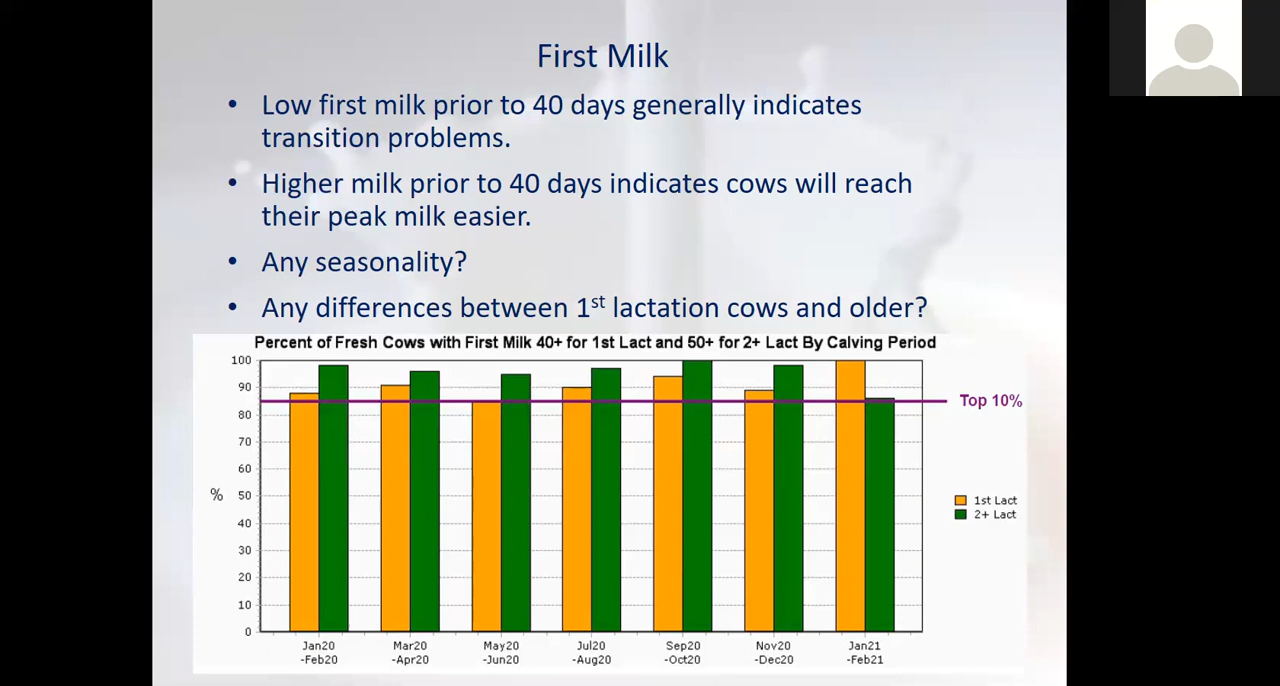 First Milk
• Low first milk prior to 40 days generally indicates
transition problems.
• Higher milk prior to 40 days indicates cows will reach
their peak milk easier.
• Any seasonality?
• Any differences between 1st lactation cows and older?
Percent of Fresh Cows with First Milk 40+ for 1st Lact and 50+ for 2+ Lact By Calving Period
100
90
Top 10%
80
70
60
%
50
1st Lact
2+ Lact
40
30
20
10
0
Jan20 Mar20 May20 Jul20 Sep20 Nov20 Jan21
-Feb20 -Apr20 -Jun20 -Aug20 -Oct20 -Dec20 -Feb21